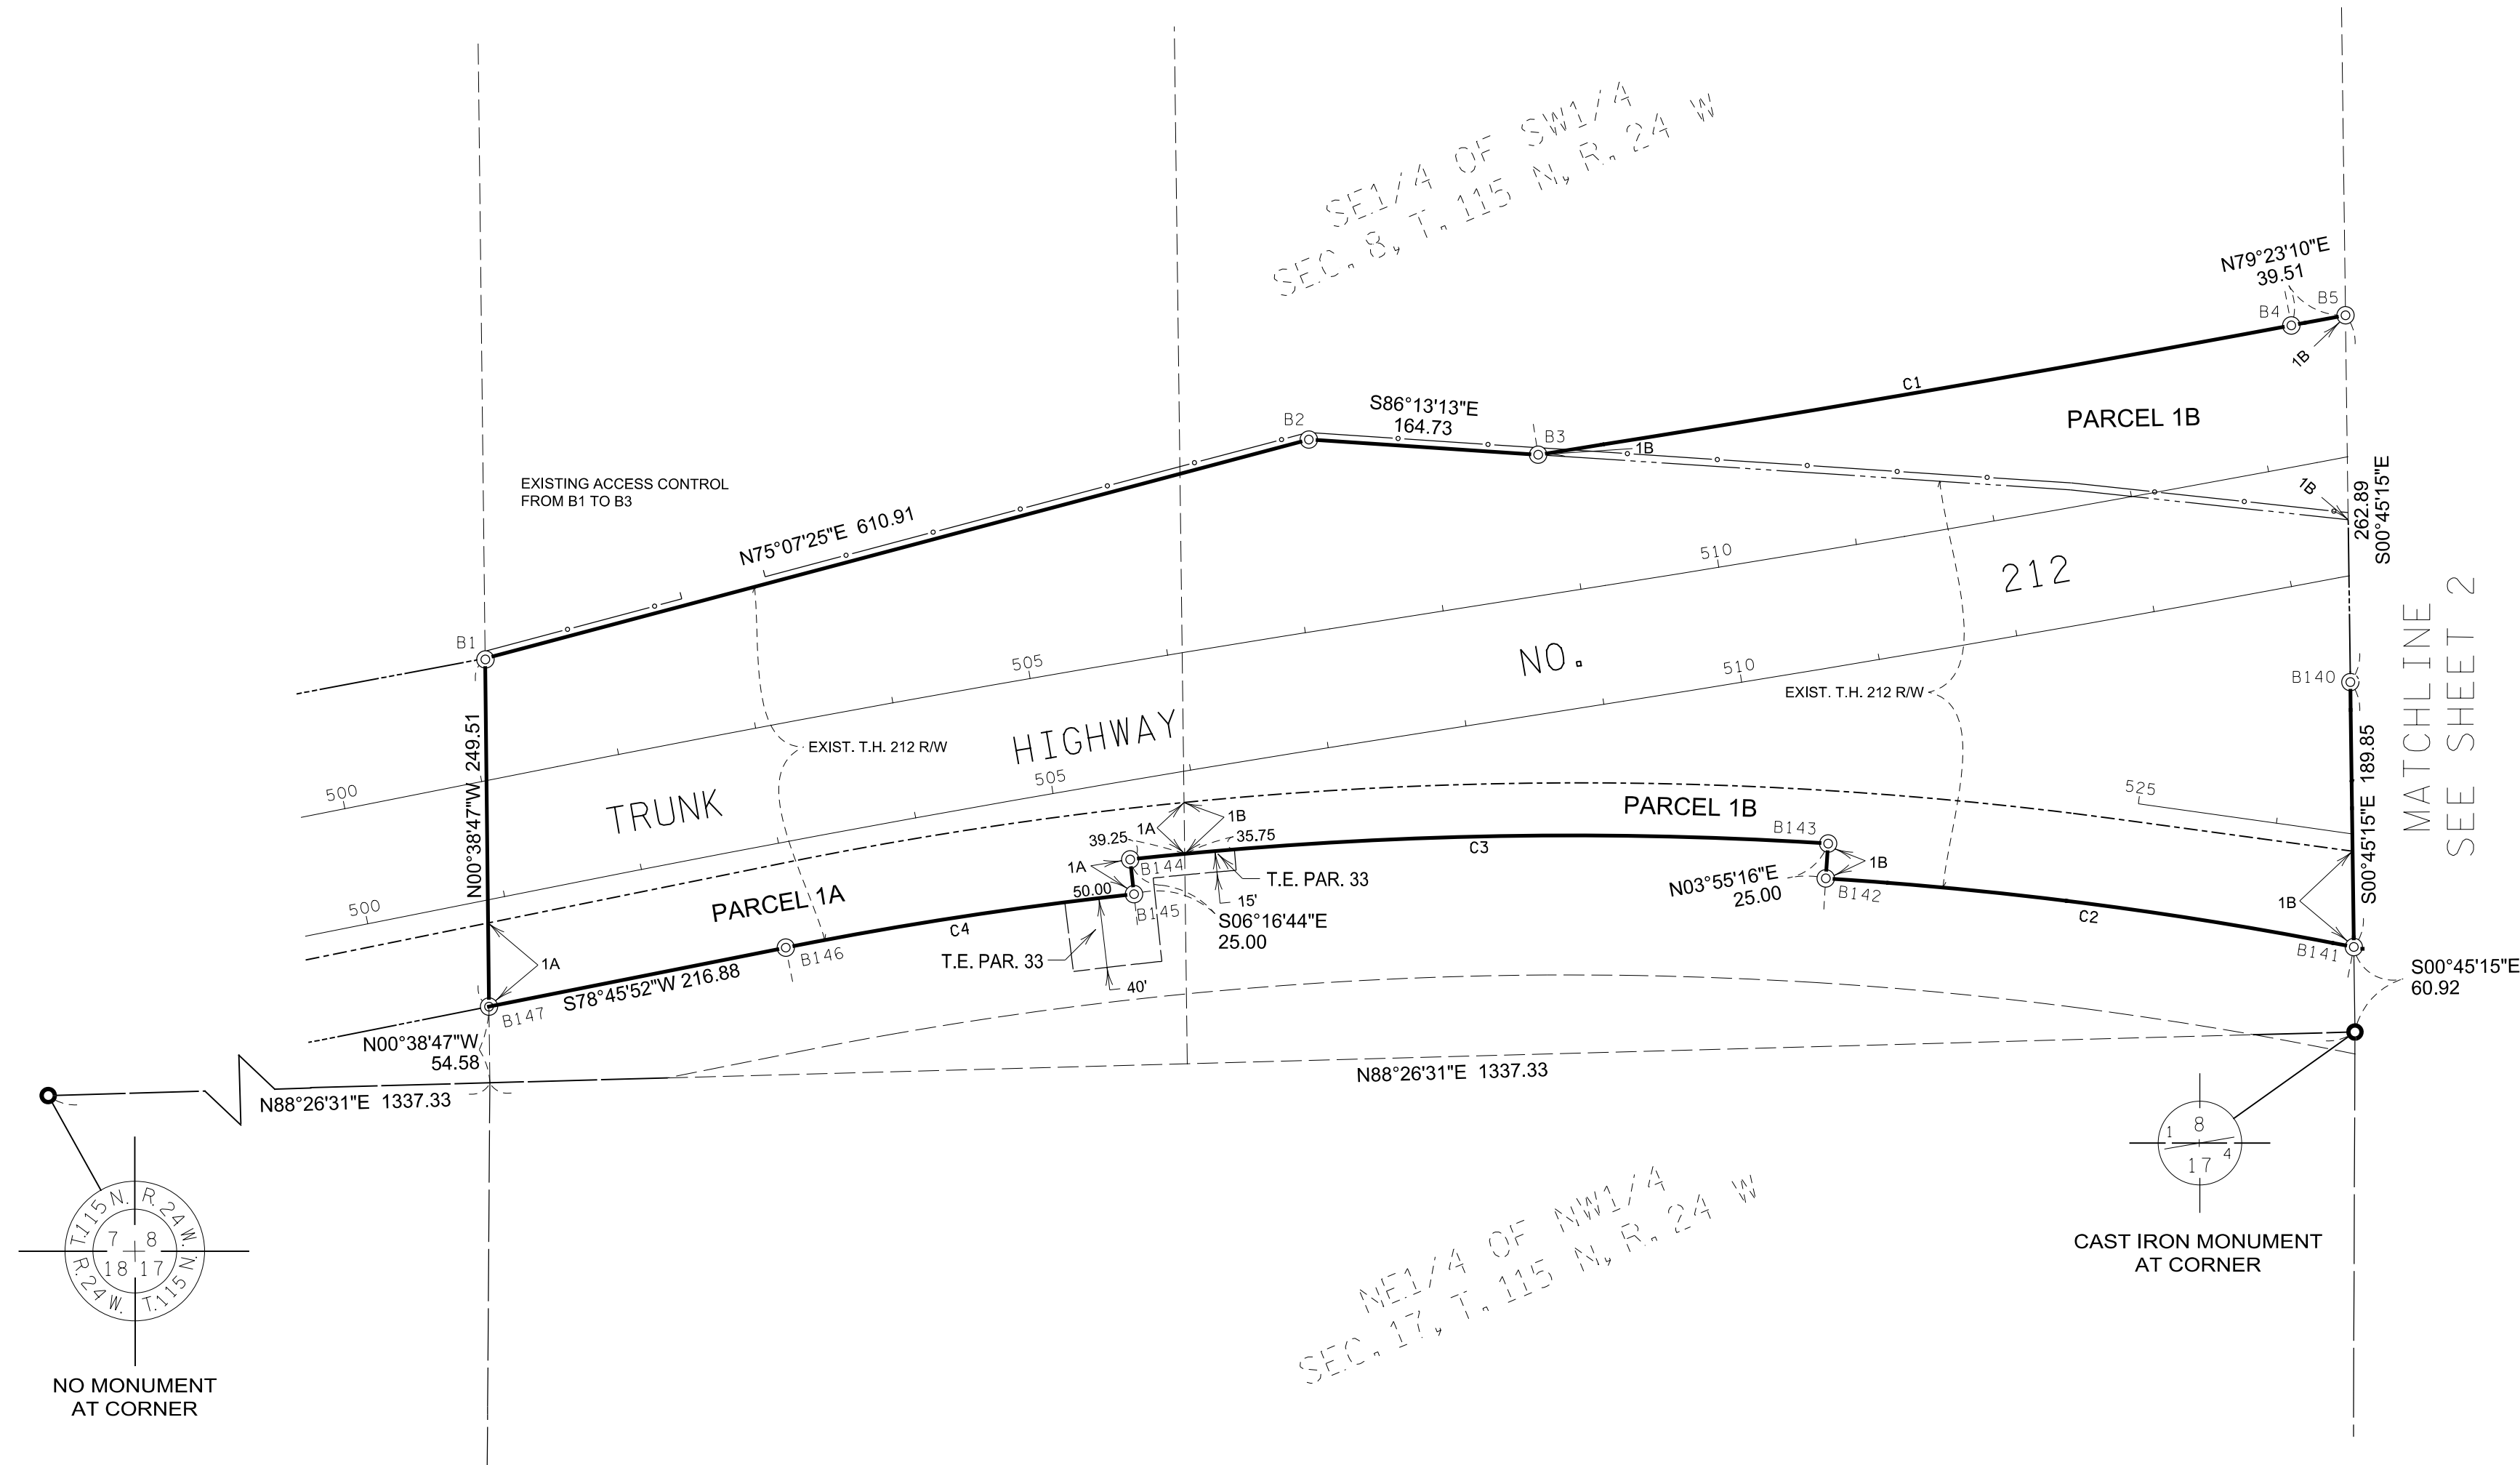 SE1/4 OF SW1/4
SEC. 8, T. 115 N, R. 24 W
N79°23'10"E
39.51
B4
B5
1B
C1
PARCEL 1B
B2
S86°13'13"E
164.73
B3
1B
EXISTING ACCESS CONTROL
FROM B1 TO B3
N75°07'25"E 610.91
1B
262.89
S00°45'15"E
510
212
B1
505
NO.
510
MATCHLINE
SEE SHEET 2
B140
EXIST. T.H. 212 R/W
N00°38'47"W 249.51
EXIST. T.H. 212 R/W
HIGHWAY
505
500
TRUNK
PARCEL 1B
525
S00°45'15"E 189.85
1A
1B
39.25
35.75
B143
C3
1A
B144
1B
T.E. PAR. 33
N03°55'16"E
25.00
B142
50.00
15'
PARCEL 1A
500
B145
S06°16'44"E
25.00
1B
C2
C4
B146
T.E. PAR. 33
1A
B141
S00°45'15"E
60.92
S78°45'52"W 216.88
40'
B147
N00°38'47"W
54.58
N88°26'31"E 1337.33
N88°26'31"E 1337.33
T.115 N. R. 24 W.
7 8
18 17
R. 24 W. T.115 N.
NO MONUMENT
AT CORNER
8
1
17 4
CAST IRON MONUMENT
AT CORNER
NE1/4 OF NW1/4
SEC. 17, T. 115 N, R. 24 W